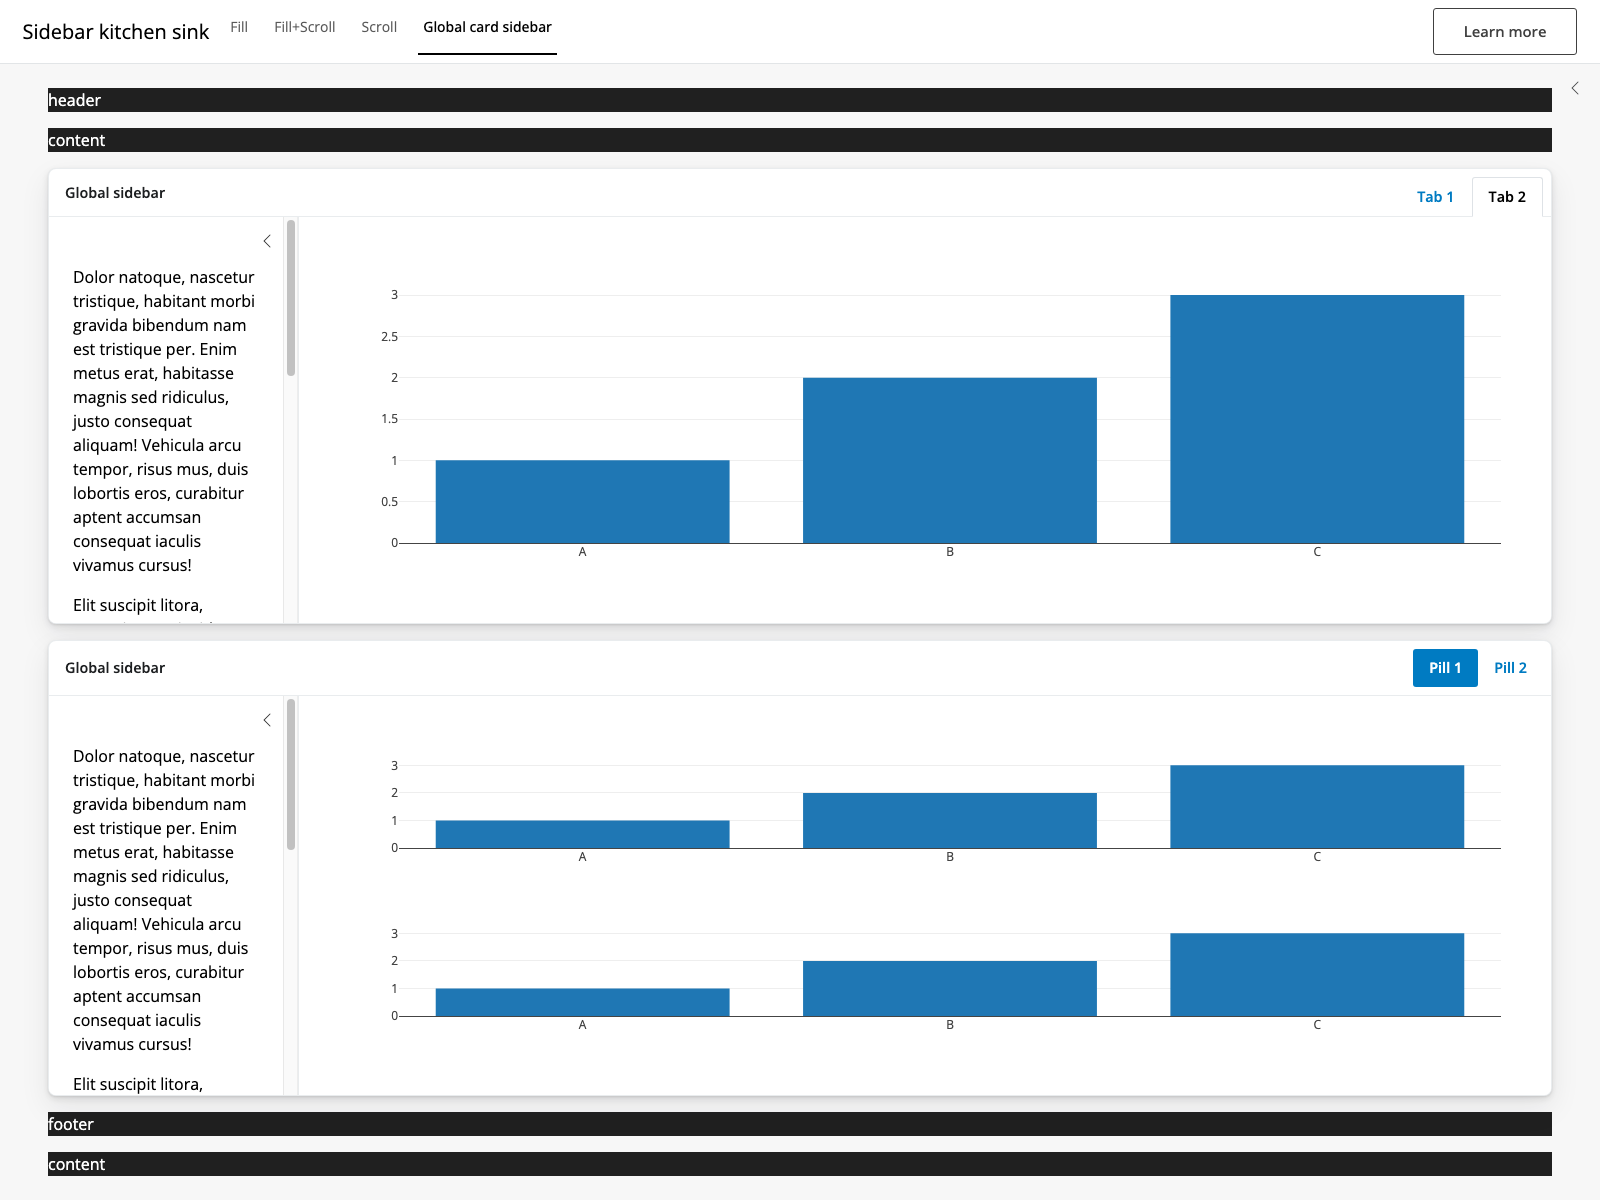 Sidebar kitchen sink
Fill
Fill+Scroll
Scroll
Global card sidebar
Learn more
header
content
Global sidebar
Tab 1
Tab 2
Dolor natoque, nascetur
tristique, habitant morbi
gravida bibendum nam
est tristique per. Enim
metus erat, habitasse
magnis sed ridiculus,
justo consequat
aliquam! Vehicula arcu
tempor, risus mus, duis
lobortis eros, curabitur
aptent accumsan
consequat iaculis
vivamus cursus!
Elit suscipit litora,
3
2.5
2
1.5
1
0.5
0
A
B
C
Global sidebar
Pill 1
Pill 2
Dolor natoque, nascetur
tristique, habitant morbi
gravida bibendum nam
est tristique per. Enim
metus erat, habitasse
magnis sed ridiculus,
justo consequat
aliquam! Vehicula arcu
tempor, risus mus, duis
lobortis eros, curabitur
aptent accumsan
consequat iaculis
vivamus cursus!
Elit suscipit litora,
3
2
1
0
A
B
C
3
2
1
0
A
B
C
footer
content